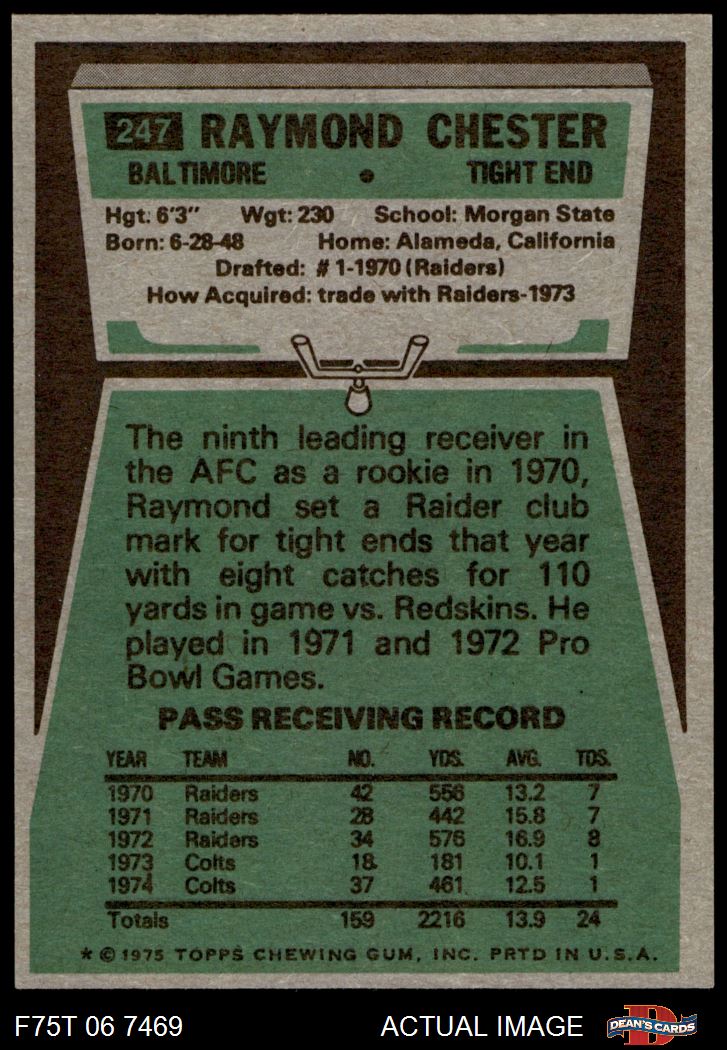 247 RAYMOND CHESTER
BALTIMORE • TIGHT END
Hgt: 6'3" Wgt: 230 School: Morgan State
Born: 6-28-48 Home: Alameda, California
Drafted: #1-1970 (Raiders)
How Acquired: trade with Raiders-1973
The ninth leading receiver in
the AFC as a rookie in 1970,
Raymond set a Raider club
mark for tight ends that year
with eight catches for 110
yards in game vs. Redskins. He
played in 1971 and 1972 Pro
Bowl Games.
PASS RECEIVING RECORD
YEAR TEAM NO. YDS. AVG. TDS.
1970 Raiders 42 556 13.2 7
1971 Raiders 28 442 15.8 7
1972 Raiders 34 576 16.9 8
1973 Colts 18 181 10.1 1
1974 Colts 37 461 12.5 1
Totals 159 2216 13.9 24
* © 1975 TOPPS CHEWING GUM, INC. PRTD IN U.S.A.
F75T 06 7469 ACTUAL IMAGE D DEAN'S CARDS